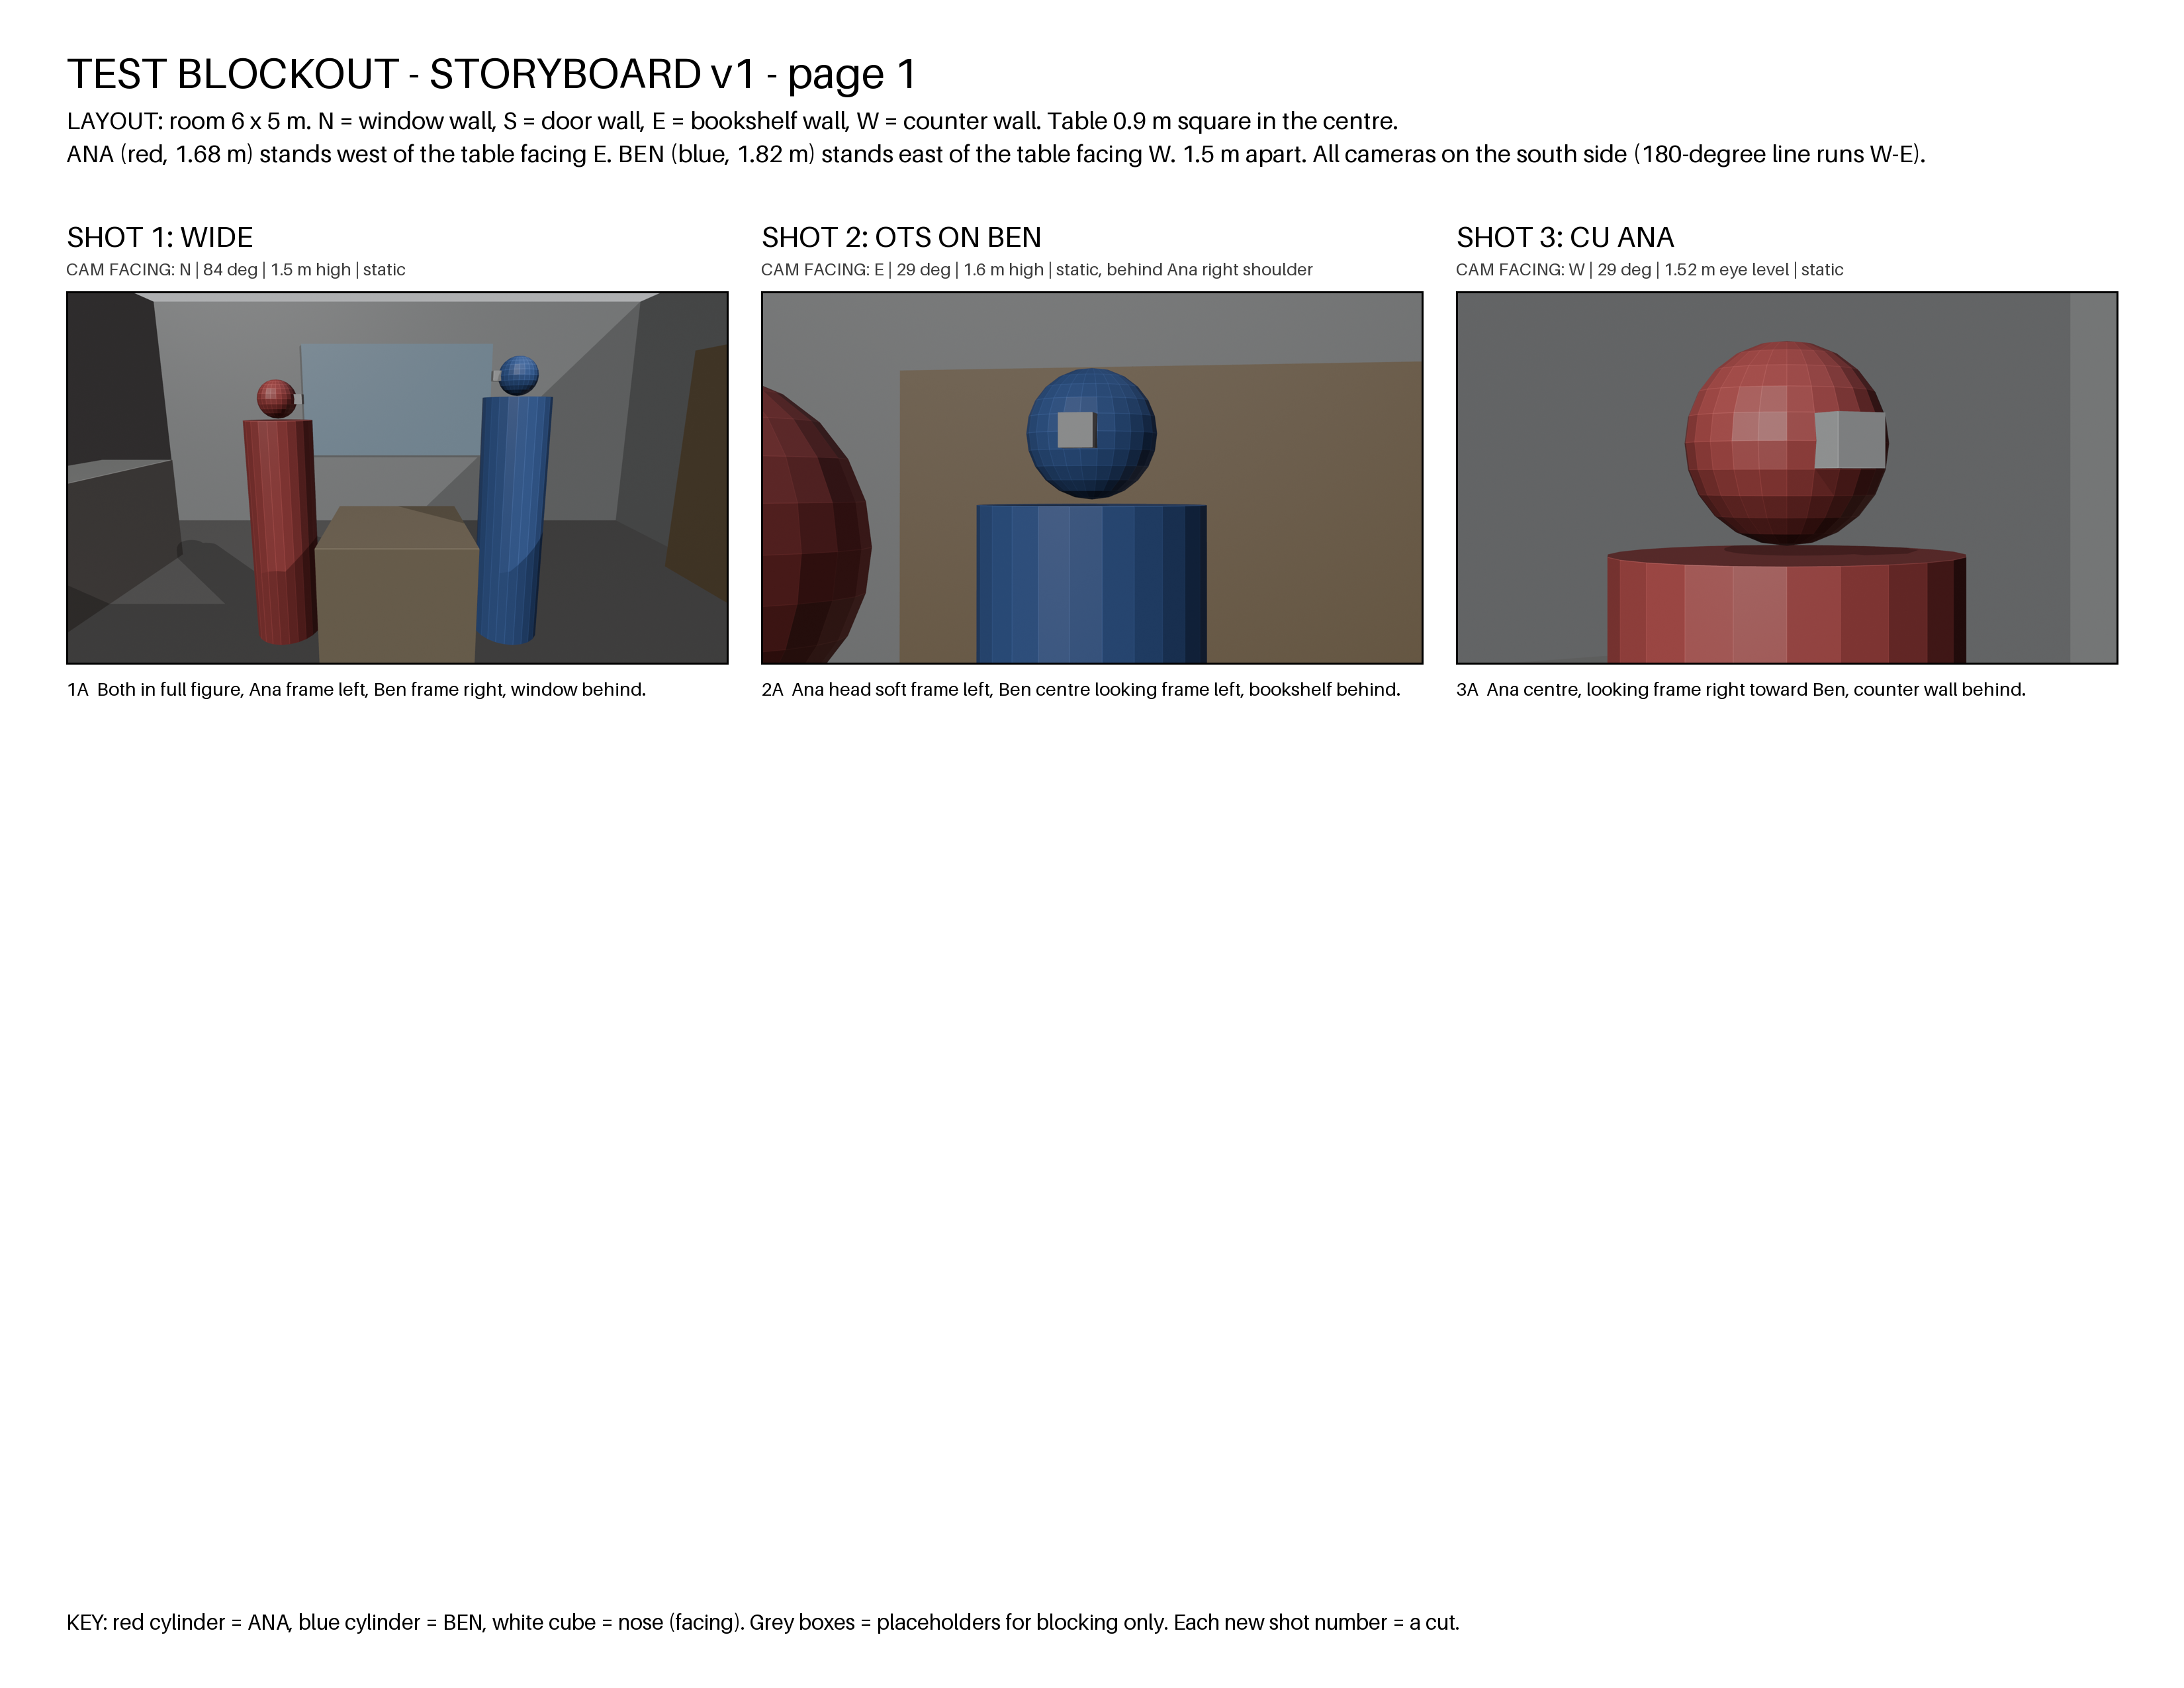 TEST BLOCKOUT - STORYBOARD v1 - page 1
LAYOUT: room 6 x 5 m. N = window wall, S = door wall, E = bookshelf wall, W = counter wall. Table 0.9 m square in the centre.
ANA (red, 1.68 m) stands west of the table facing E. BEN (blue, 1.82 m) stands east of the table facing W. 1.5 m apart. All cameras on the south side (180-degree line runs W-E).
SHOT 1: WIDE
CAM FACING: N | 84 deg | 1.5 m high | static
1A Both in full figure, Ana frame left, Ben frame right, window behind.
SHOT 2: OTS ON BEN
CAM FACING: E | 29 deg | 1.6 m high | static, behind Ana right shoulder
2A Ana head soft frame left, Ben centre looking frame left, bookshelf behind.
SHOT 3: CU ANA
CAM FACING: W | 29 deg | 1.52 m eye level | static
3A Ana centre, looking frame right toward Ben, counter wall behind.
KEY: red cylinder = ANA, blue cylinder = BEN, white cube = nose (facing). Grey boxes = placeholders for blocking only. Each new shot number = a cut.